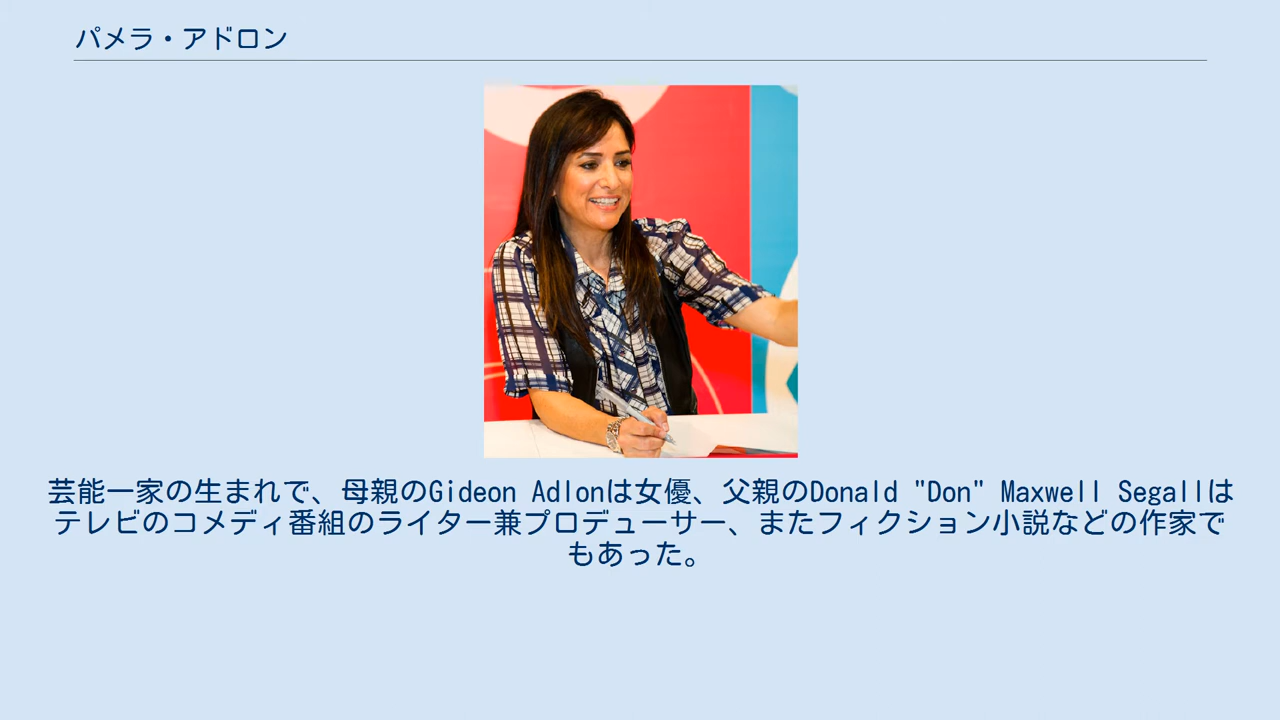 パメラ・アドロン
芸能一家の生まれで、母親のGideon Adlonは女優、父親のDonald "Don" Maxwell Segallは
テレビのコメディ番組のライター兼プロデューサー、またフィクション小説などの作家で
もあった。